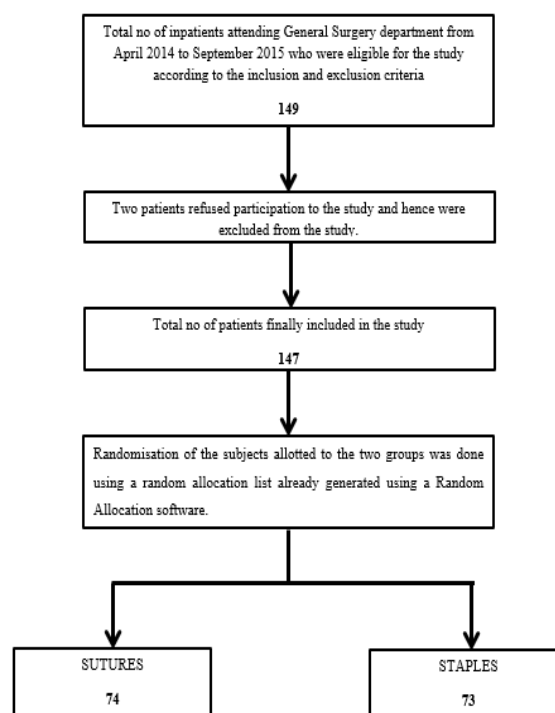 Total no of inpatients attending General Surgery department from
April 2014 to September 2015 who were eligible for the study
according to the inclusion and exclusion criteria
149
Two patients refused participation to the study and hence were
excluded from the study.
Total no of patients finally included in the study
147
Randomisation of the subjects allotted to the two groups was done
using a random allocation list already generated using a Random
Allocation software.
SUTURES
74
STAPLES
73